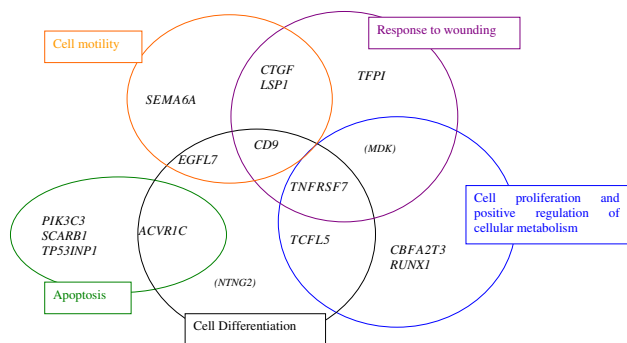 Cell motility
Response to wounding
CTGF
LSP1
TFPI
SEMA6A
CD9
(MDK)
EGFL7
TNFRSF7
Cell proliferation and
positive regulation of
cellular metabolism
PIK3C3
SCARB1
TP53INP1
ACVR1C
TCFL5
CBFA2T3
RUNX1
(NTNG2)
Apoptosis
Cell Differentiation